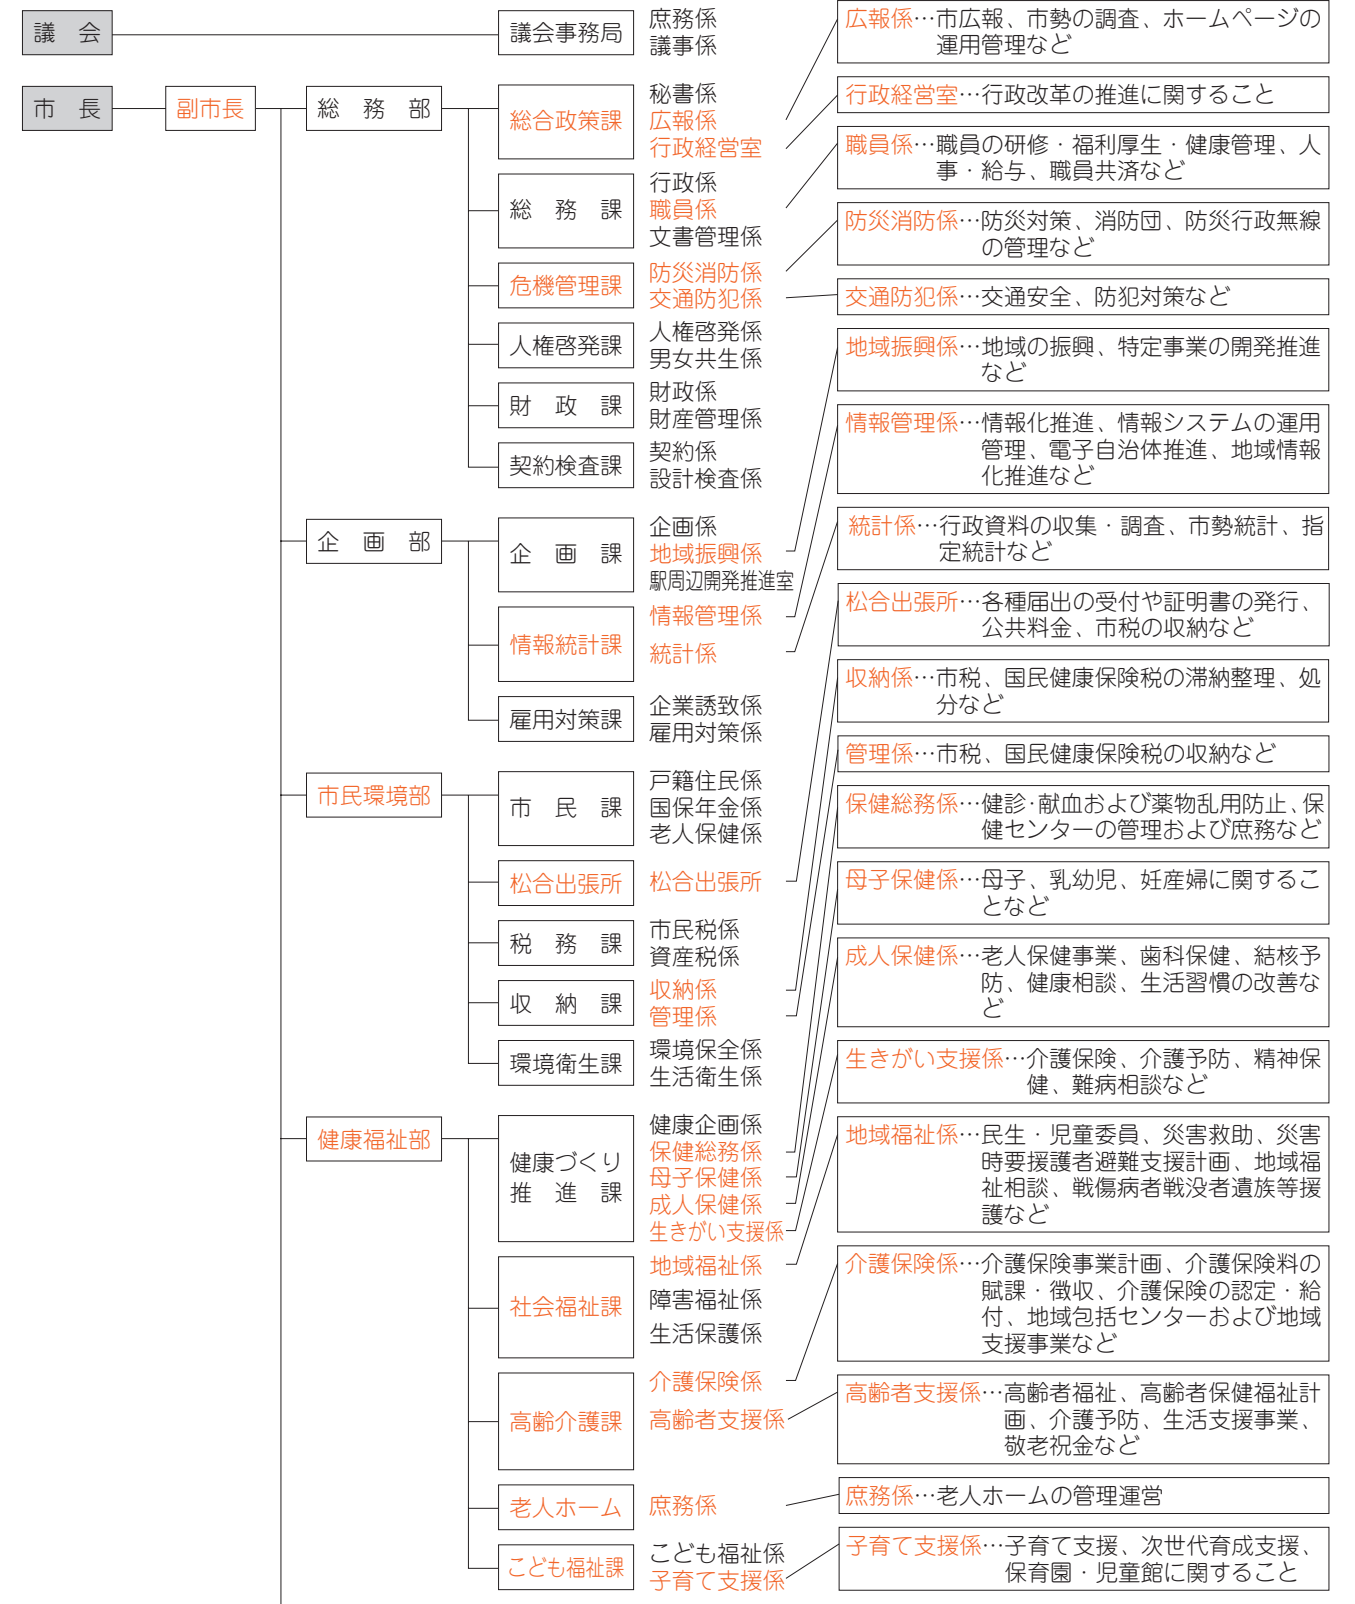 議　会
議会事務局
庶務係
議事係
市　長
副市長
総　務　部
総合政策課
秘書係
広報係
行政経営室
総　務　課
行政係
職員係
文書管理係
危機管理課
防災消防係
交通防犯係
人権啓発課
人権啓発係
男女共生係
財　政　課
財政係
財産管理係
契約検査課
契約係
設計検査係
企　画　部
企　画　課
企画係
地域振興係
駅周辺開発推進室
情報統計課
情報管理係
統計係
雇用対策課
企業誘致係
雇用対策係
市民環境部
市　民　課
戸籍住民係
国保年金係
老人保健係
松合出張所
松合出張所
税　務　課
市民税係
資産税係
収　納　課
収納係
管理係
環境衛生課
環境保全係
生活衛生係
健康福祉部
健康づくり
推　進　課
健康企画係
保健総務係
母子保健係
成人保健係
生きがい支援係
社会福祉課
地域福祉係
障害福祉係
生活保護係
高齢介護課
介護保険係
高齢者支援係
老人ホーム
庶務係
こども福祉課
こども福祉係
子育て支援係
広報係…市広報、市勢の調査、ホームページの
運用管理など
行政経営室…行政改革の推進に関すること
職員係…職員の研修・福利厚生・健康管理、人
事・給与、職員共済など
防災消防係…防災対策、消防団、防災行政無線
の管理など
交通防犯係…交通安全、防犯対策など
地域振興係…地域の振興、特定事業の開発推進
など
情報管理係…情報化推進、情報システムの運用
管理、電子自治体推進、地域情報
化推進など
統計係…行政資料の収集・調査、市勢統計、指
定統計など
松合出張所…各種届出の受付や証明書の発行、
公共料金、市税の収納など
収納係…市税、国民健康保険税の滞納整理、処
分など
管理係…市税、国民健康保険税の収納など
保健総務係…健診・献血および薬物乱用防止、保
健センターの管理および庶務など
母子保健係…母子、乳幼児、妊産婦に関するこ
となど
成人保健係…老人保健事業、歯科保健、結核予
防、健康相談、生活習慣の改善な
ど
生きがい支援係…介護保険、介護予防、精神保
健、難病相談など
地域福祉係…民生・児童委員、災害救助、災害
時要援護者避難支援計画、地域福
祉相談、戦傷病者戦没者遺族等援
護など
介護保険係…介護保険事業計画、介護保険料の
賦課・徴収、介護保険の認定・給
付、地域包括センターおよび地域
支援事業など
高齢者支援係…高齢者福祉、高齢者保健福祉計
画、介護予防、生活支援事業、
敬老祝金など
庶務係…老人ホームの管理運営
子育て支援係…子育て支援、次世代育成支援、
保育園・児童館に関すること